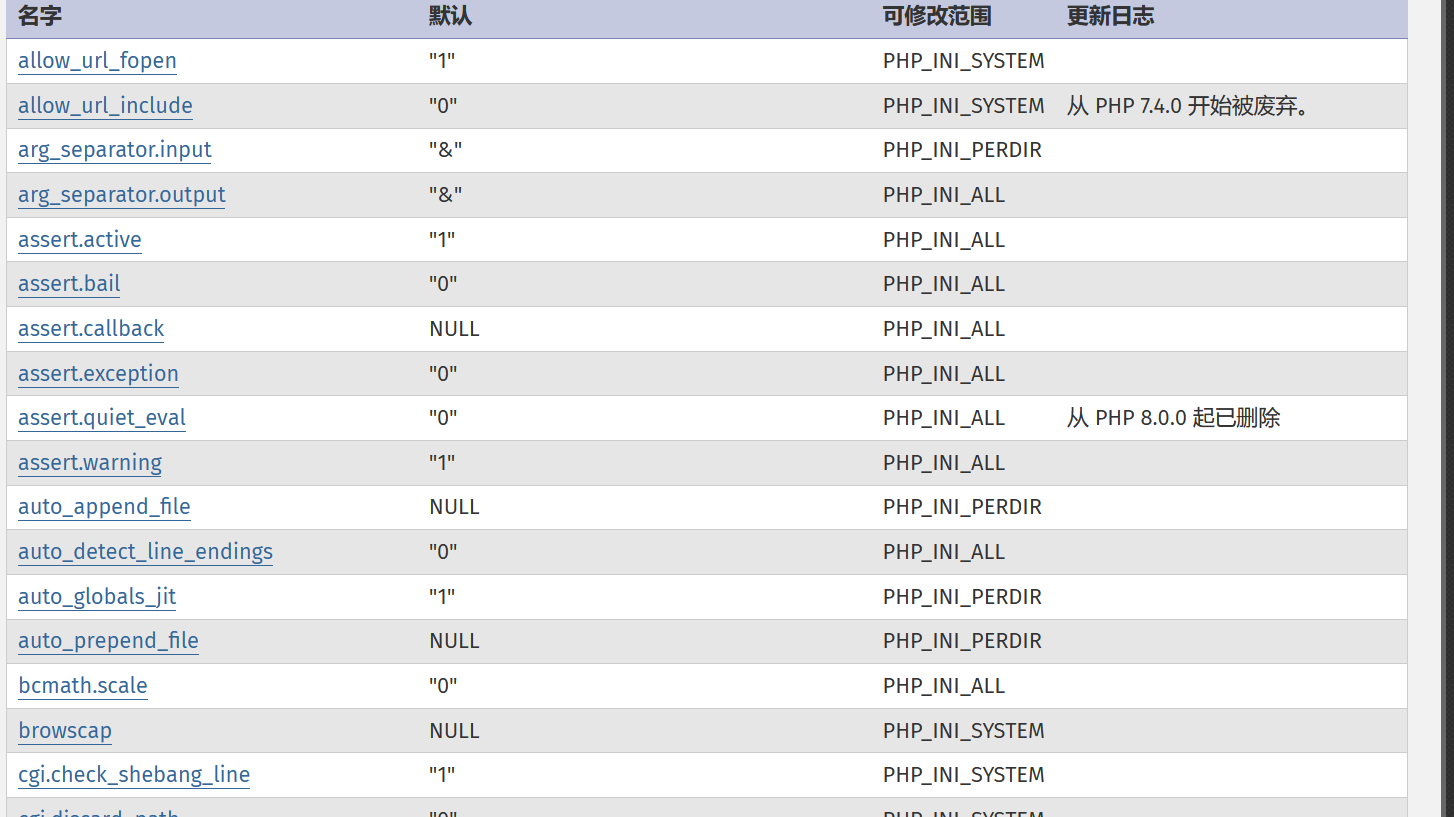 名字 默认 可修改范围 更新日志
allow_url_fopen "1" PHP_INI_SYSTEM
allow_url_include "0" PHP_INI_SYSTEM 从 PHP 7.4.0 开始被废弃。
arg_separator.input "&" PHP_INI_PERDIR
arg_separator.output "&" PHP_INI_ALL
assert.active "1" PHP_INI_ALL
assert.bail "0" PHP_INI_ALL
assert.callback NULL PHP_INI_ALL
assert.exception "0" PHP_INI_ALL
assert.quiet_eval "0" PHP_INI_ALL 从 PHP 8.0.0 起已删除
assert.warning "1" PHP_INI_ALL
auto_append_file NULL PHP_INI_PERDIR
auto_detect_line_endings "0" PHP_INI_ALL
auto_globals_jit "1" PHP_INI_PERDIR
auto_prepend_file NULL PHP_INI_PERDIR
bcmath.scale "0" PHP_INI_ALL
browscap NULL PHP_INI_SYSTEM
cgi.check_shebang_line "1" PHP_INI_SYSTEM
cgi.discard_path "0" PHP_INI_SYSTEM